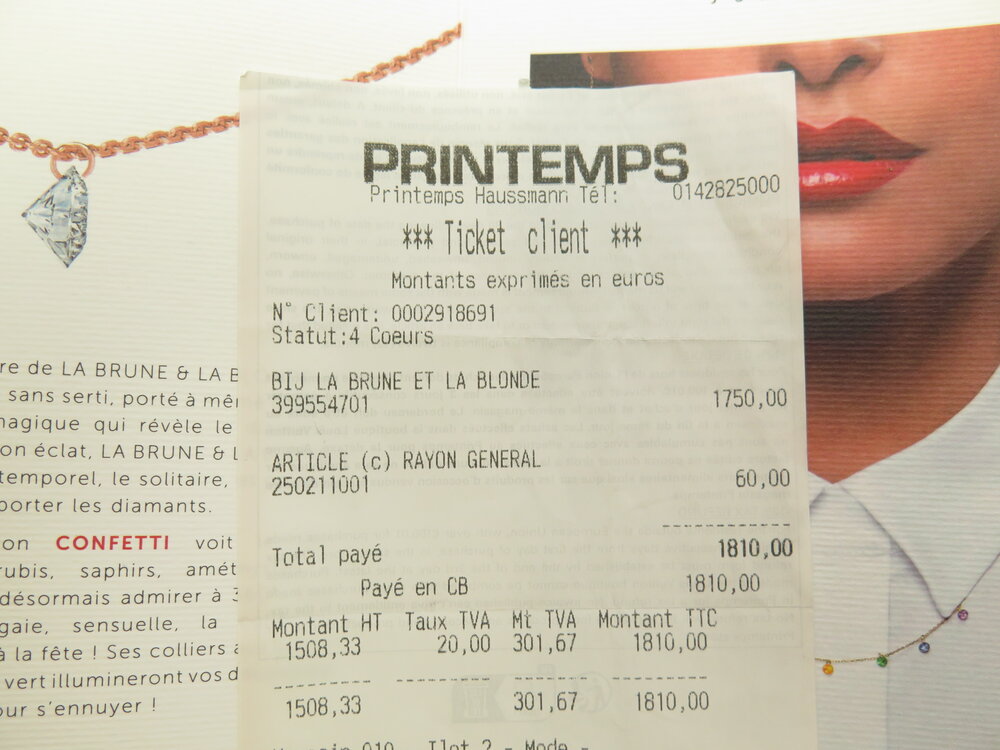 PRINTEMPS
Printemps Haussmann Tél: 0142825000
*** Ticket client ***
Montants exprimés en euros
N° Client: 0002918691
Statut:4 Coeurs
BIJ LA BRUNE ET LA BLONDE
399554701 1750,00
ARTICLE (c) RAYON GENERAL
250211001 60,00
Total payé 1810,00
Payé en CB 1810,00
Montant HT Taux TVA Mt TVA Montant TTC
1508,33 20,00 301,67 1810,00
1508,33 301,67 1810,00
010 Ilot 2 - Mode -
re de LA BRUNE & LA B
sans serti, porté à mê
magique qui révèle le
on éclat, LA BRUNE & L
temporel, le solitaire,
porter les diamants.
on CONFETTI voit
rubis, saphirs, amét
désormais admirer à 3
gaie, sensuelle, la
à la fête ! Ses colliers a
vert illumineront vos d
our s'ennuyer !